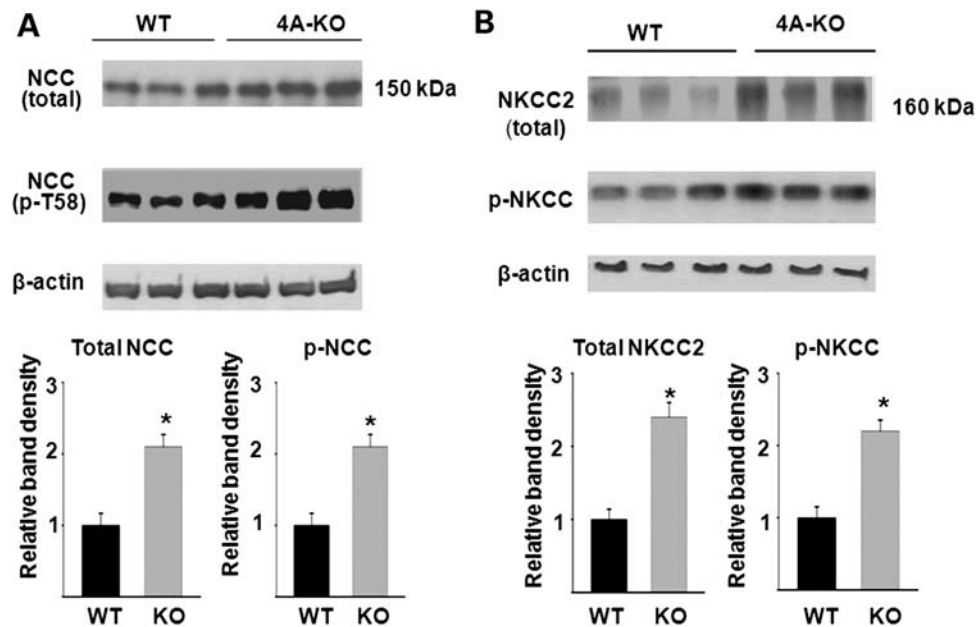 A
WT 4A-KO
NCC
(total)
150 kDa
NCC
(p-T58)
β-actin
Total NCC
Relative band density
3
2
1
*
WT KO
p-NCC
Relative band density
3
2
1
*
WT KO
B
WT 4A-KO
NKCC2
(total)
160 kDa
p-NKCC
β-actin
Total NKCC2
Relative band density
3
2
1
*
WT KO
p-NKCC
Relative band density
3
2
1
*
WT KO